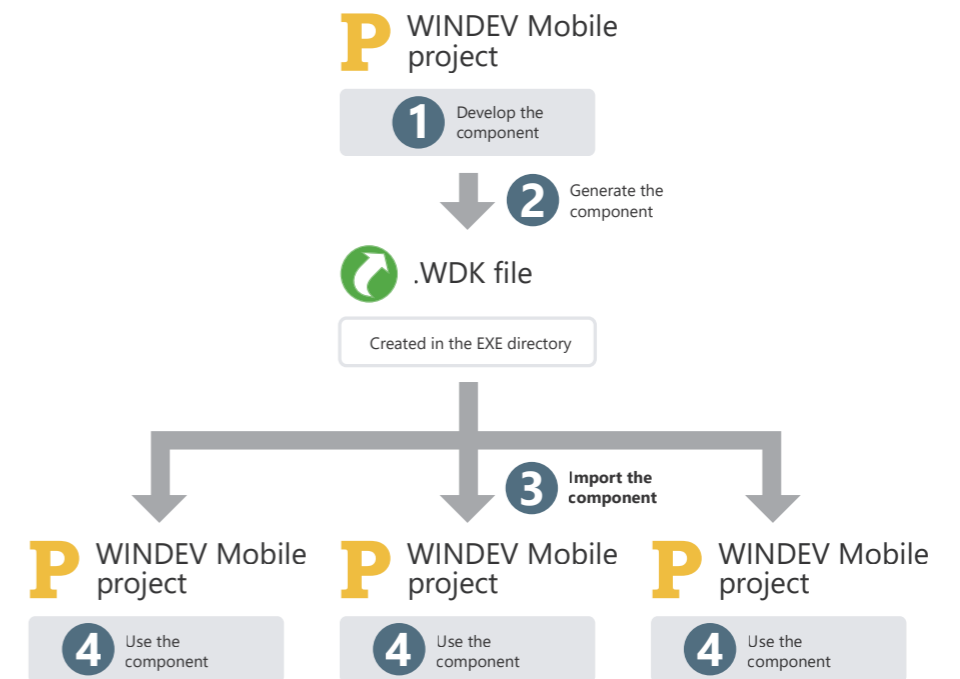 P WINDEV Mobile
project
1 Develop the
component
2 Generate the
component
.WDK file
Created in the EXE directory
3 Import the
component
P WINDEV Mobile
project
4 Use the
component
P WINDEV Mobile
project
4 Use the
component
P WINDEV Mobile
project
4 Use the
component